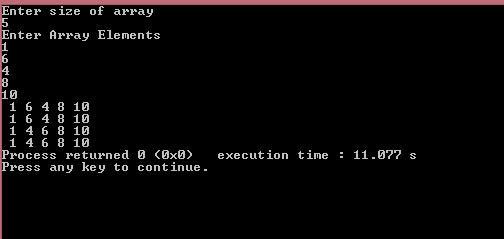 Enter size of array
5
Enter Array Elements
1
6
4
8
10
1 6 4 8 10
1 6 4 8 10
1 4 6 8 10
1 4 6 8 10
Process returned 0 (0x0)   execution time : 11.077 s
Press any key to continue.